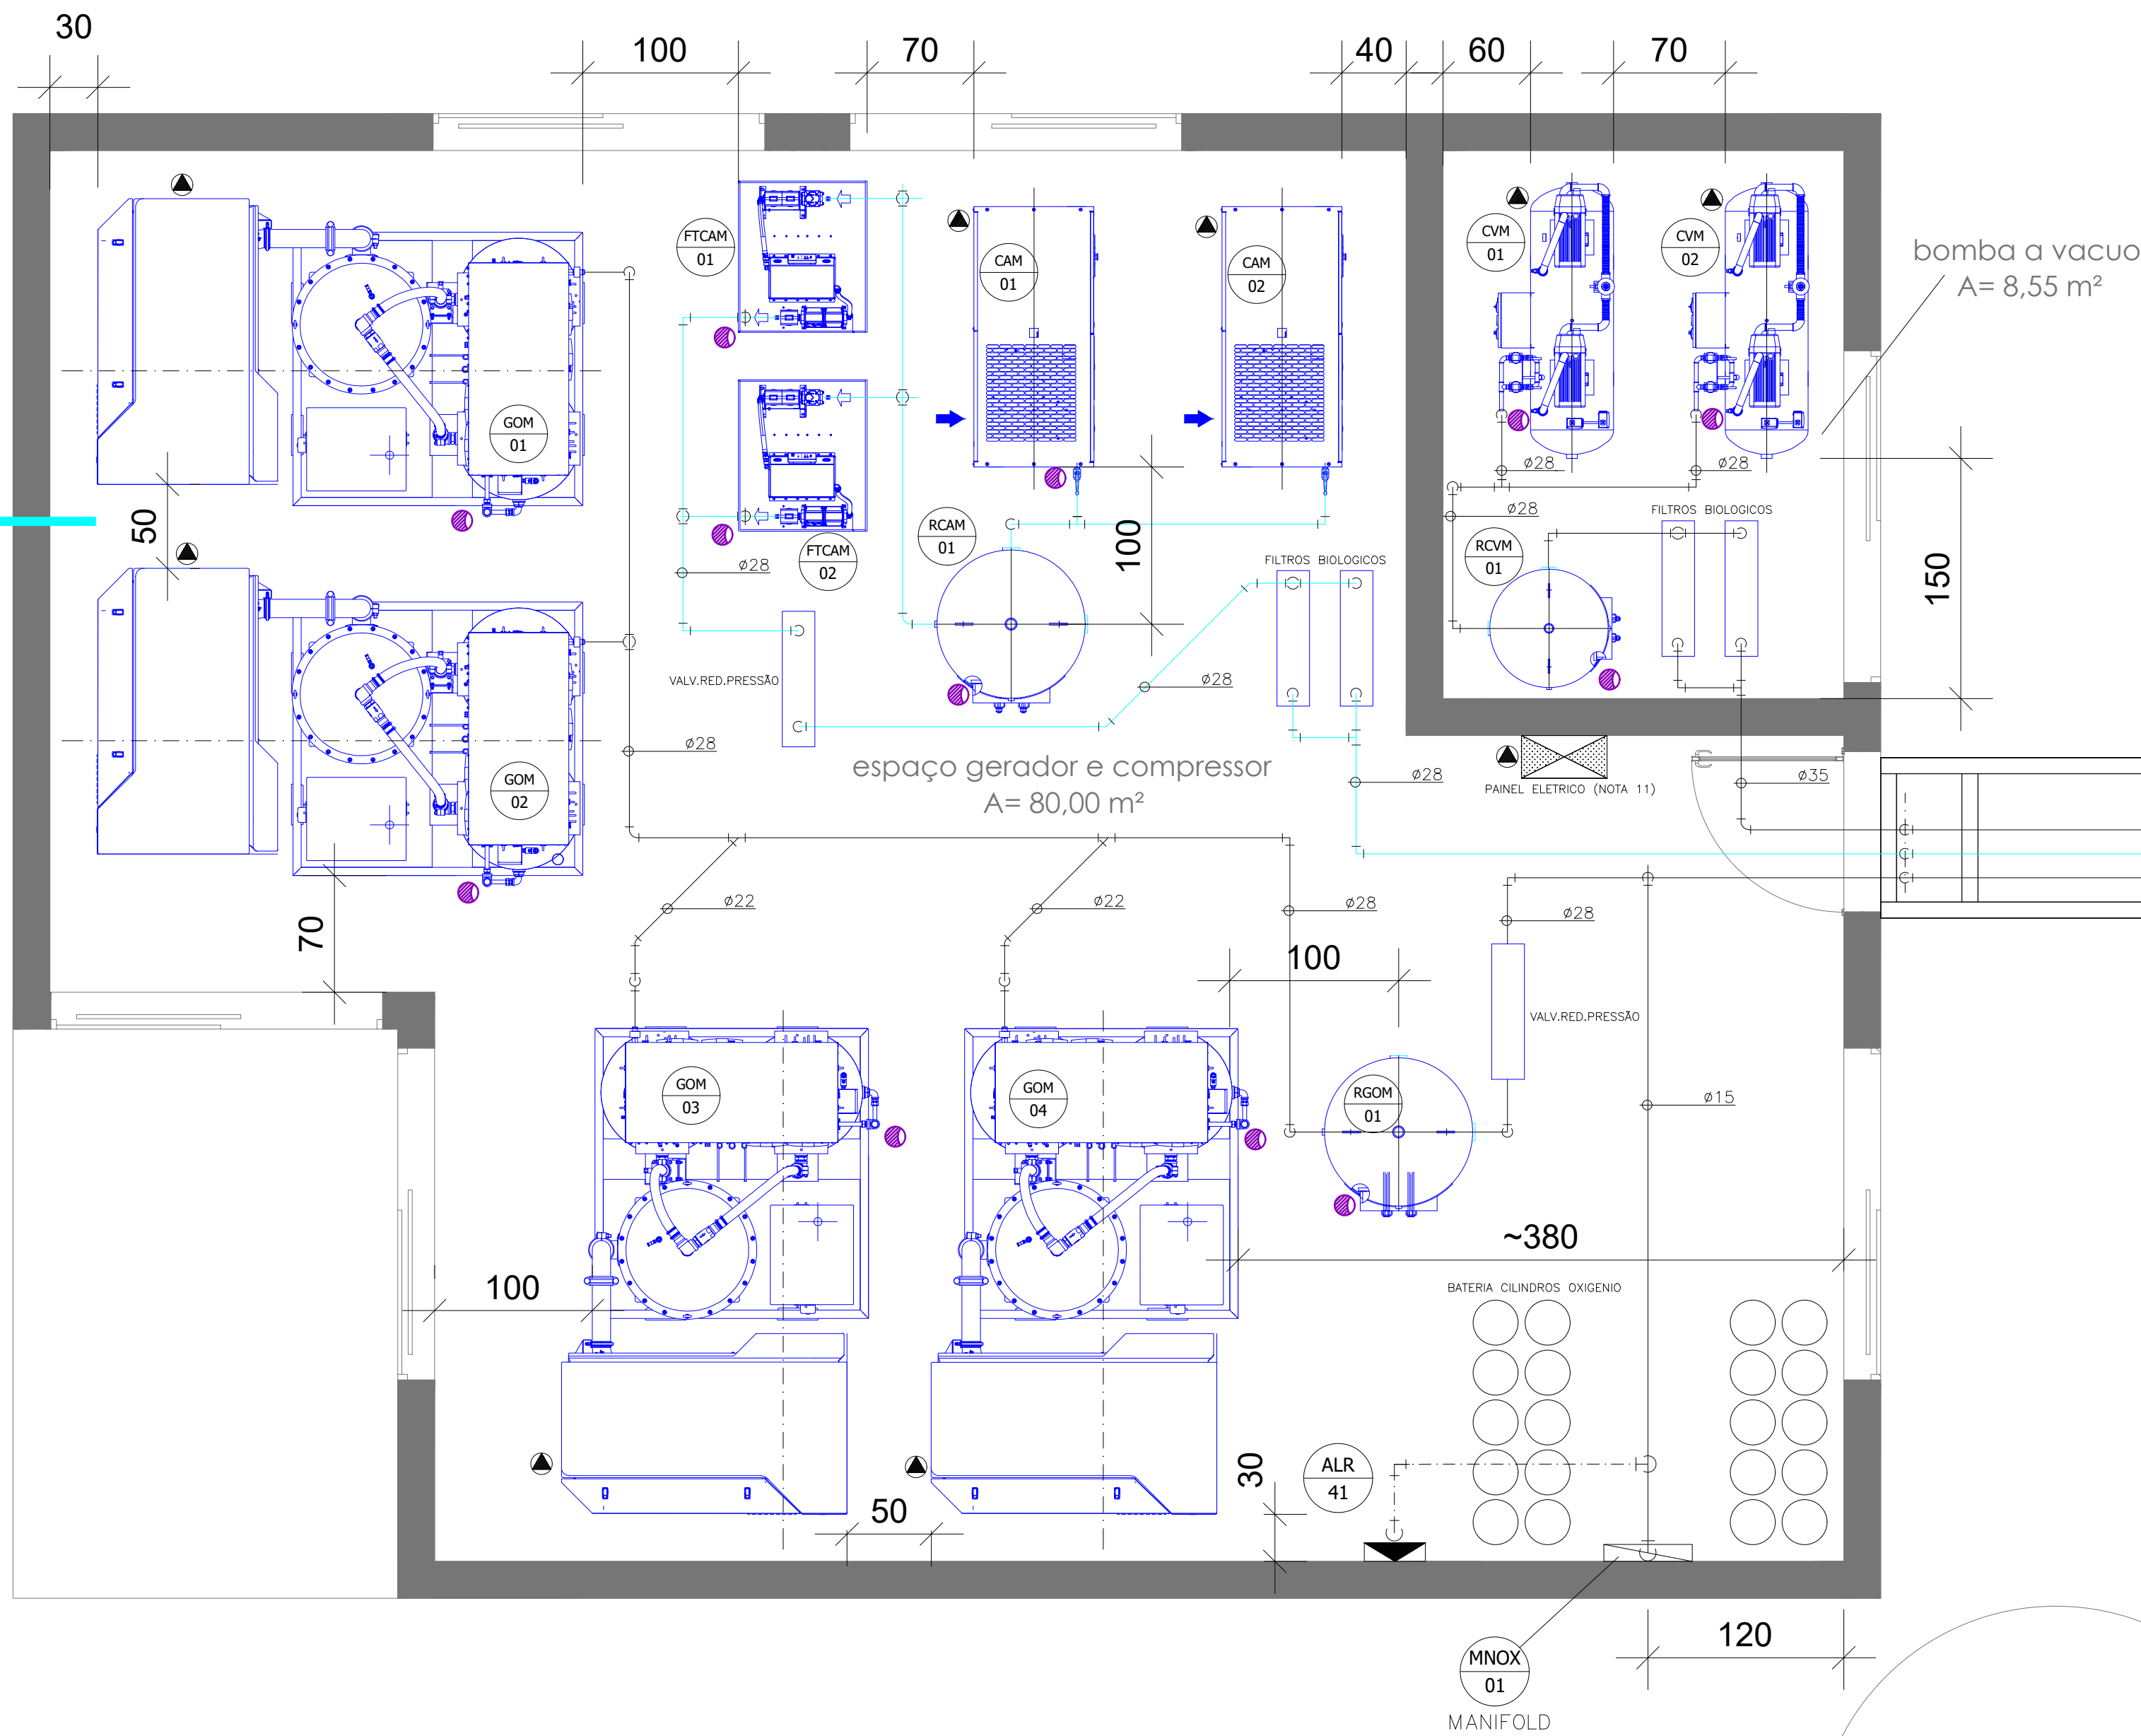 30
100
70
40
60
70
FTCAM
01
CAM
01
CAM
02
CVM
01
CVM
02
bomba a vacuo
A= 8,55 m²
GOM
01
50
FTCAM
02
RCAM
01
100
ø28
ø28
ø28
ø28
FILTROS BIOLOGICOS
FILTROS BIOLOGICOS
RCVM
01
150
VALV.RED.PRESSÃO
ø28
ø28
GOM
02
espaço gerador e compressor
A= 80,00 m²
ø28
ø35
PAINEL ELETRICO (NOTA 11)
70
ø22
ø22
ø28
ø28
100
VALV.RED.PRESSÃO
GOM
03
GOM
04
RGOM
01
ø15
~380
100
BATERIA CILINDROS OXIGENIO
50
30
ALR
41
120
MNOX
01
MANIFOLD